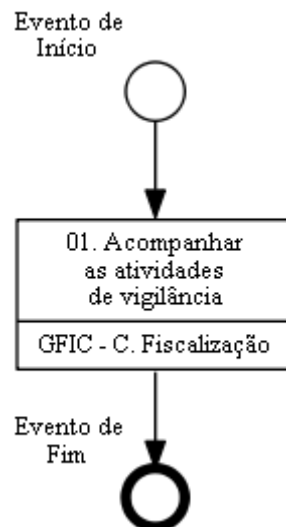 Evento de
Início
01. Acompanhar
as atividades
de vigilância
GFIC - C. Fiscalização
Evento de
Fim